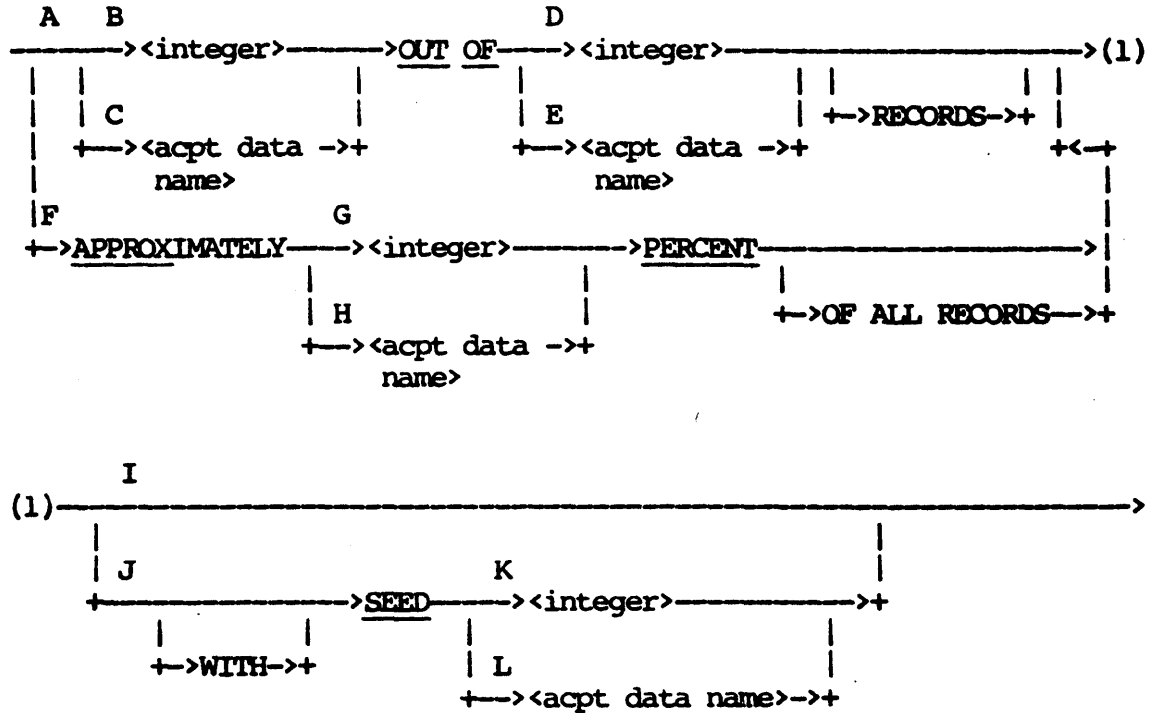 A B D
<integer> OUT OF <integer> (1)
C E RECORDS
<acpt data <acpt data
name> name>
F G
APPROXIMATELY <integer> PERCENT
H OF ALL RECORDS
<acpt data
name>
I
(1)
J K
SEED <integer>
WITH L
<acpt data name>